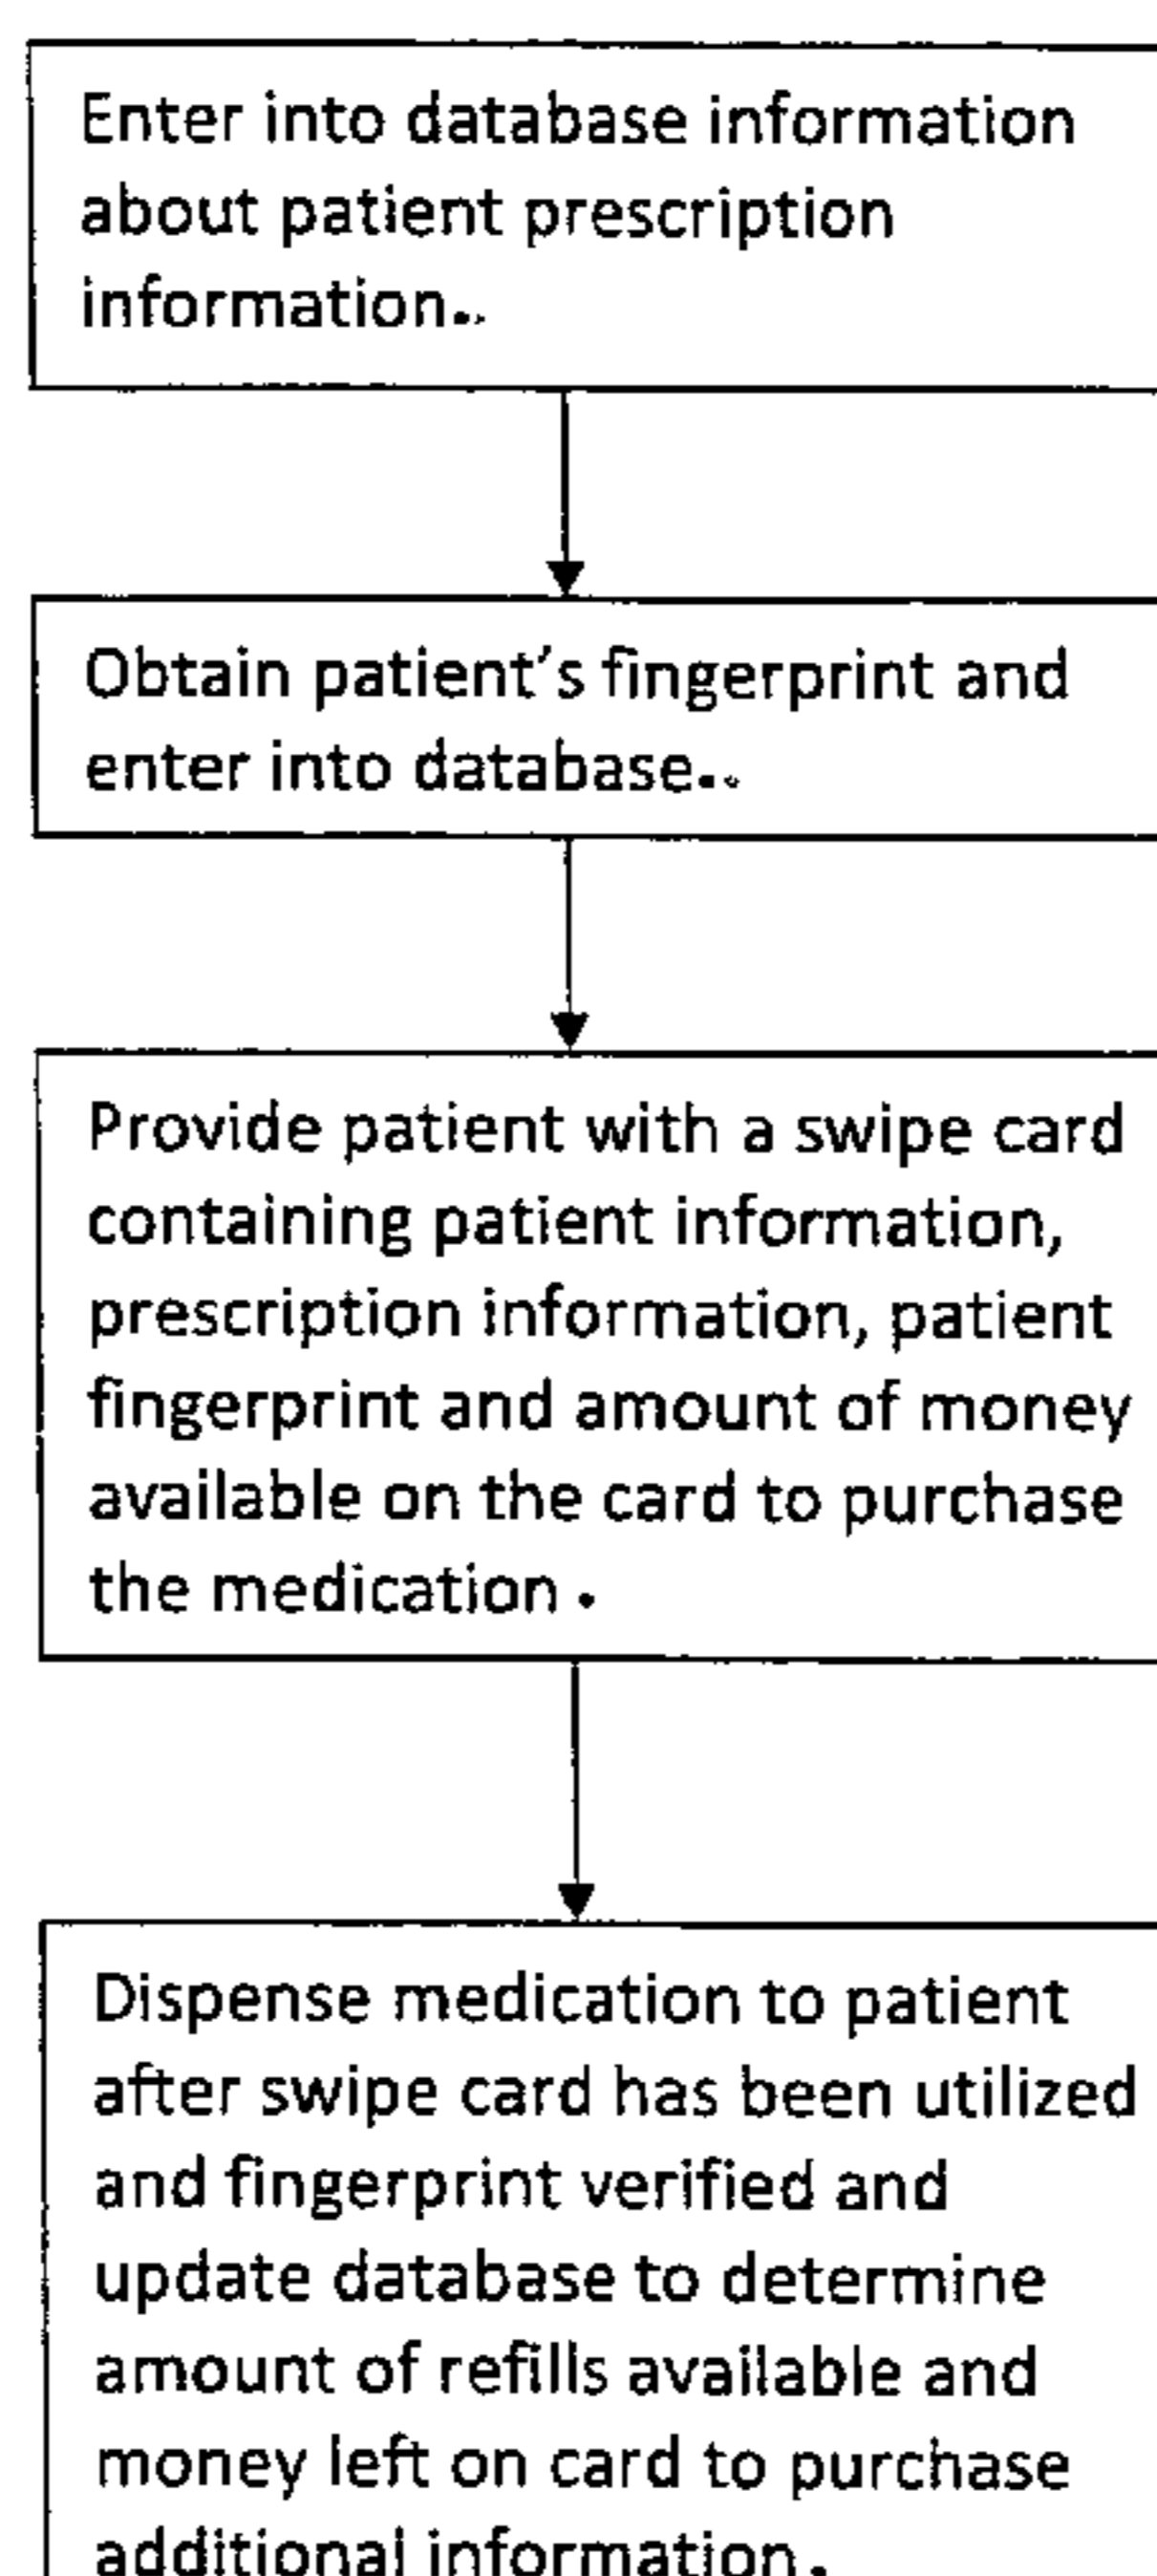 Enter into database information
about patient prescription
information..
Obtain patient's fingerprint and
enter into database..
Provide patient with a swipe card
containing patient information,
prescription information, patient
fingerprint and amount of money
available on the card to purchase
the medication .
Dispense medication to patient
after swipe card has been utilized
and fingerprint verified and
update database to determine
amount of refills available and
money left on card to purchase
additional information.